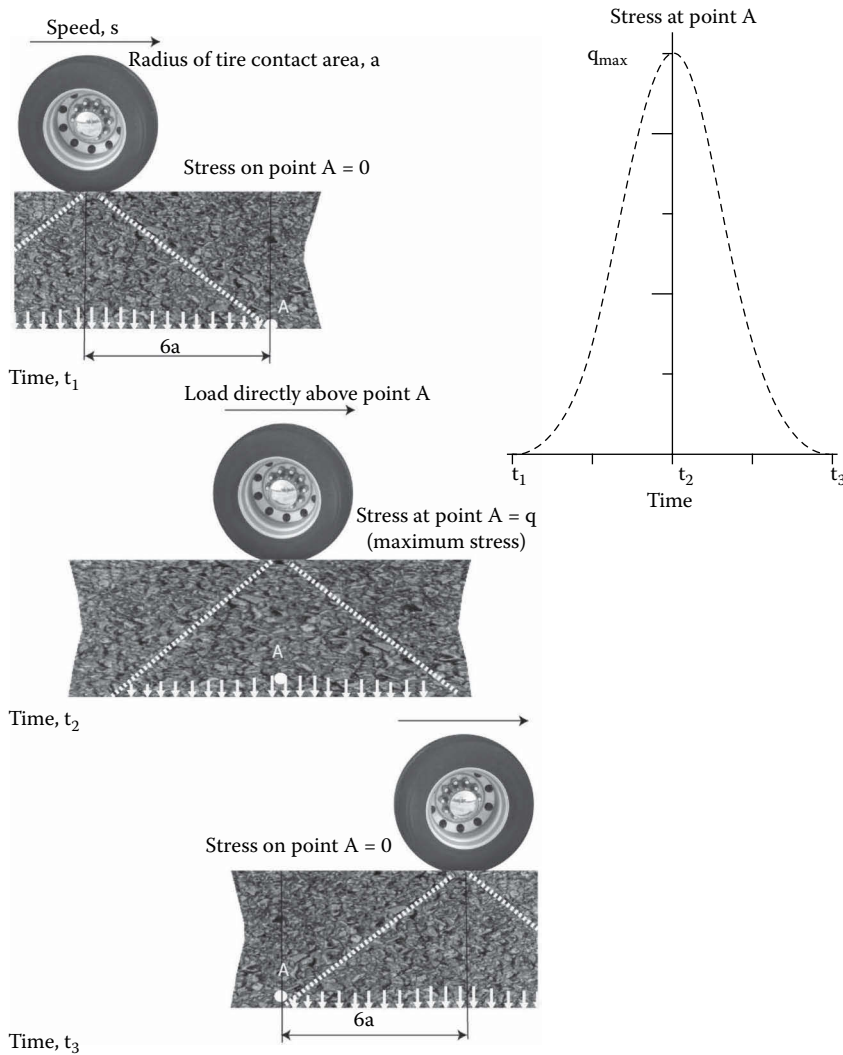 Speed, s
Radius of tire contact area, a
Stress on point A = 0
A
6a
Time, t₁
Load directly above point A
Stress at point A = q
(maximum stress)
A
Time, t₂
Stress on point A = 0
A
6a
Time, t₃
Stress at point A
qmax
t₁
t₂
t₃
Time